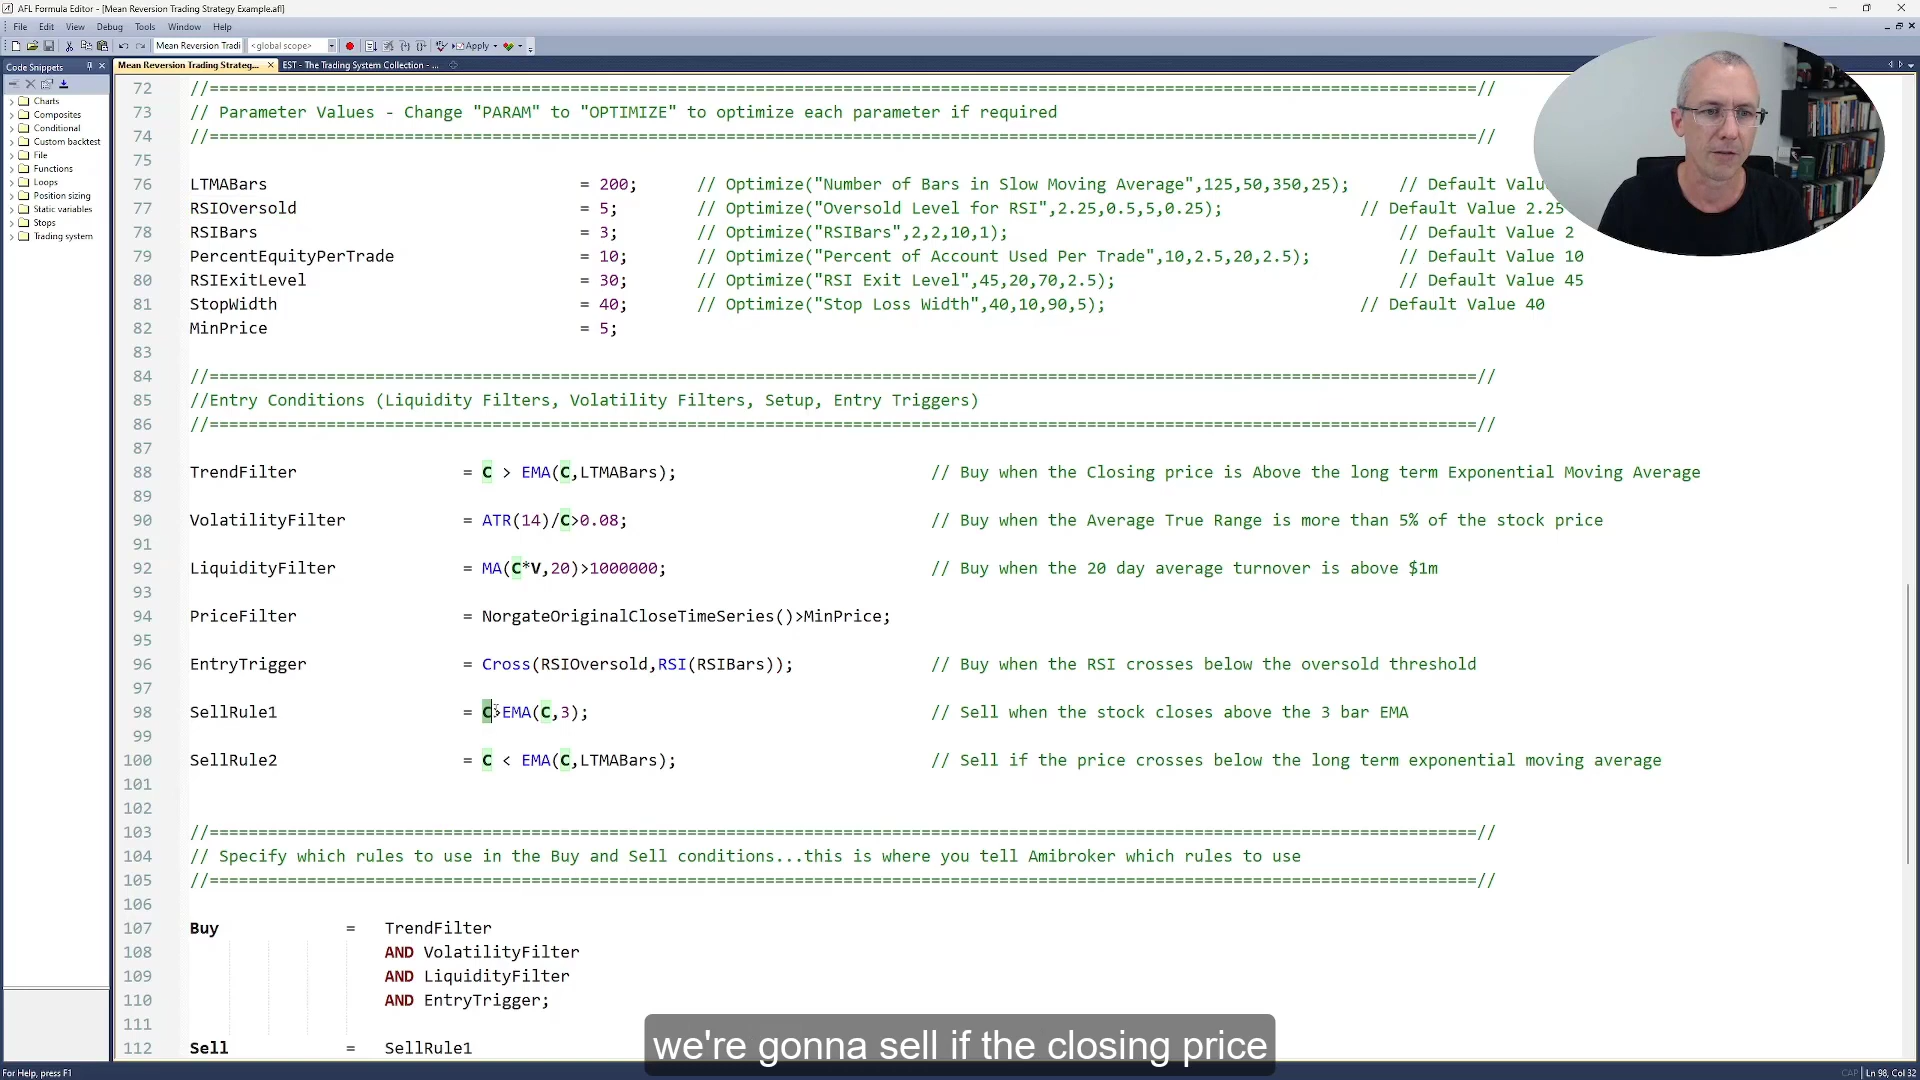 AFL Formula Editor - [Mean Reversion Trading Strategy Example.afl]
File Edit View Debug Tools Window Help
Mean Reversion Tradi <global scope> Apply
Code Snippets
Mean Reversion Trading Strateg... EST - The Trading System Collection - ...
Charts
Composites
Conditional
Custom backtest
File
Functions
Loops
Position sizing
Static variables
Stops
Trading system
72 //==================================================================================================================================//
73 // Parameter Values - Change "PARAM" to "OPTIMIZE" to optimize each parameter if required
74 //==================================================================================================================================//
75
76 LTMABars = 200; // Optimize("Number of Bars in Slow Moving Average",125,50,350,25); // Default Valu
77 RSIOversold = 5; // Optimize("Oversold Level for RSI",2.25,0.5,5,0.25); // Default Value 2.25
78 RSIBars = 3; // Optimize("RSIBars",2,2,10,1); // Default Value 2
79 PercentEquityPerTrade = 10; // Optimize("Percent of Account Used Per Trade",10,2.5,20,2.5); // Default Value 10
80 RSIExitLevel = 30; // Optimize("RSI Exit Level",45,20,70,2.5); // Default Value 45
81 StopWidth = 40; // Optimize("Stop Loss Width",40,10,90,5); // Default Value 40
82 MinPrice = 5;
83
84 //==================================================================================================================================//
85 //Entry Conditions (Liquidity Filters, Volatility Filters, Setup, Entry Triggers)
86 //==================================================================================================================================//
87
88 TrendFilter = C > EMA(C,LTMABars); // Buy when the Closing price is Above the long term Exponential Moving Average
89
90 VolatilityFilter = ATR(14)/C>0.08; // Buy when the Average True Range is more than 5% of the stock price
91
92 LiquidityFilter = MA(C*V,20)>1000000; // Buy when the 20 day average turnover is above $1m
93
94 PriceFilter = NorgateOriginalCloseTimeSeries()>MinPrice;
95
96 EntryTrigger = Cross(RSIOversold,RSI(RSIBars)); // Buy when the RSI crosses below the oversold threshold
97
98 SellRule1 = C>EMA(C,3); // Sell when the stock closes above the 3 bar EMA
99
100 SellRule2 = C < EMA(C,LTMABars); // Sell if the price crosses below the long term exponential moving average
101
102
103 //==================================================================================================================================//
104 // Specify which rules to use in the Buy and Sell conditions...this is where you tell Amibroker which rules to use
105 //==================================================================================================================================//
106
107 Buy = TrendFilter
108 AND VolatilityFilter
109 AND LiquidityFilter
110 AND EntryTrigger;
111
112 Sell = SellRule1
we're gonna sell if the closing price
For Help, press F1 CAP Ln 98, Col 32